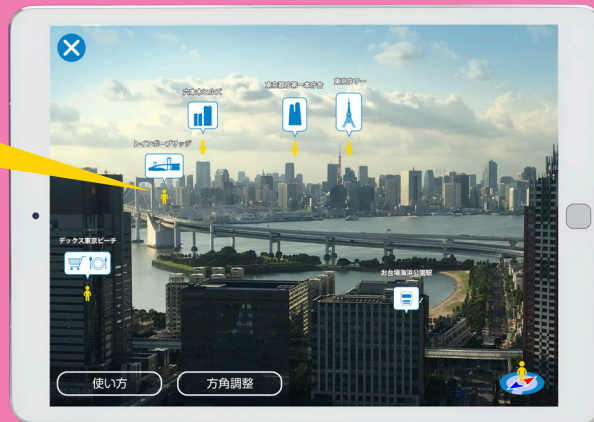 六本木ヒルズ
東京都庁第一本庁舎
東京タワー
レインボーブリッジ
デックス東京ビーチ
お台場海浜公園駅
使い方
方角調整